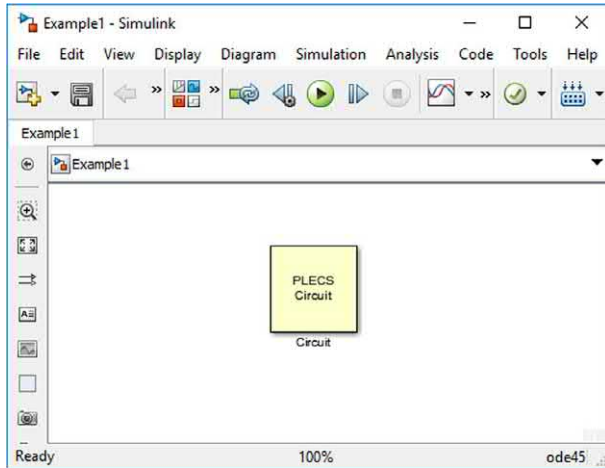 Example1 - Simulink
File Edit View Display Diagram Simulation Analysis Code Tools Help
Example1
Example1
PLECS
Circuit
Circuit
Ready 100% ode45